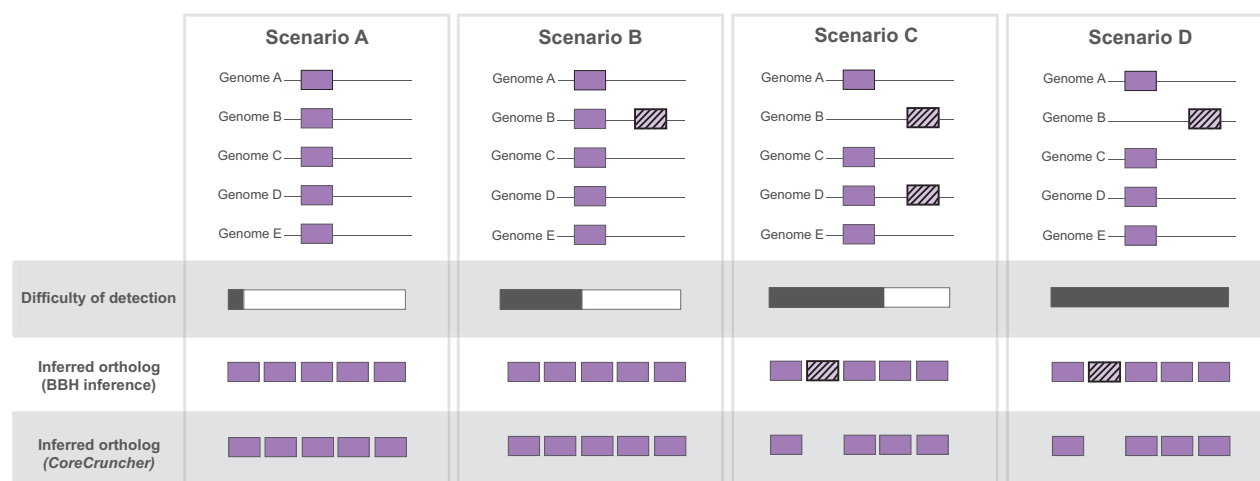 Scenario A
Genome A
Genome B
Genome C
Genome D
Genome E
Scenario B
Genome A
Genome B
Genome C
Genome D
Genome E
Scenario C
Genome A
Genome B
Genome C
Genome D
Genome E
Scenario D
Genome A
Genome B
Genome C
Genome D
Genome E
Difficulty of detection
Inferred ortholog
(BBH inference)
Inferred ortholog
(CoreCruncher)